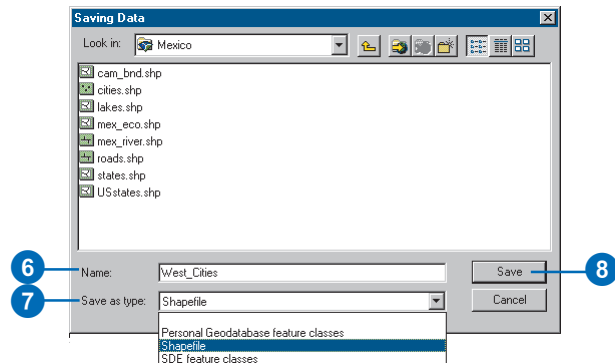 Saving Data
Look in: Mexico
cam_bnd.shp
cities.shp
lakes.shp
mex_eco.shp
mex_river.shp
roads.shp
states.shp
USstates.shp
6 Name: West_Cities Save 8
7 Save as type: Shapefile Cancel
Personal Geodatabase feature classes
Shapefile
SDE feature classes